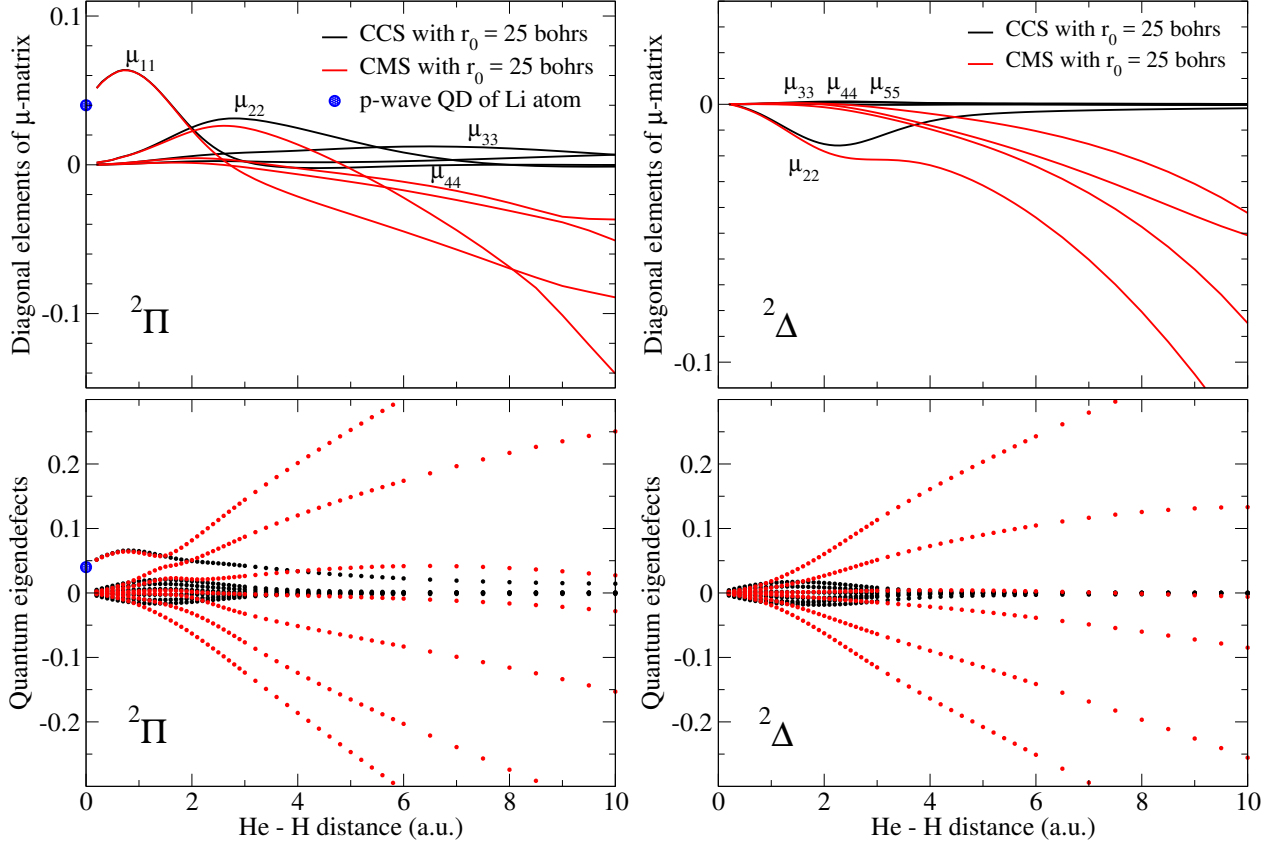 Diagonal elements of μ-matrix
0.1
0
-0.1
CCS with r₀ = 25 bohrs
CMS with r₀ = 25 bohrs
p-wave QD of Li atom
μ₁₁
μ₂₂
μ₃₃
μ₄₄
²Π
Diagonal elements of μ-matrix
0
-0.1
CCS with r₀ = 25 bohrs
CMS with r₀ = 25 bohrs
μ₃₃ μ₄₄ μ₅₅
μ₂₂
²Δ
Quantum eigendefects
0.2
0.1
0
-0.1
-0.2
²Π
0 2 4 6 8 10
He - H distance (a.u.)
Quantum eigendefects
0.2
0.1
0
-0.1
-0.2
²Δ
0 2 4 6 8 10
He - H distance (a.u.)